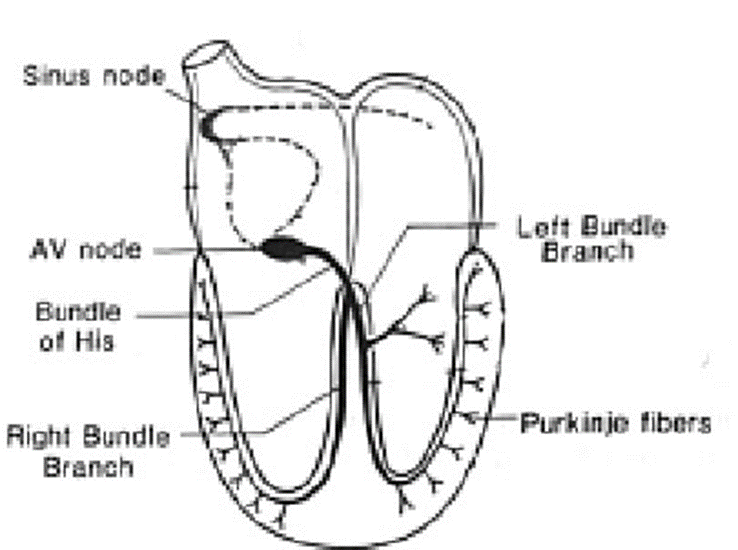 Sinus node
AV node
Bundle
of His
Right Bundle
Branch
Left Bundle
Branch
Purkinje fibers